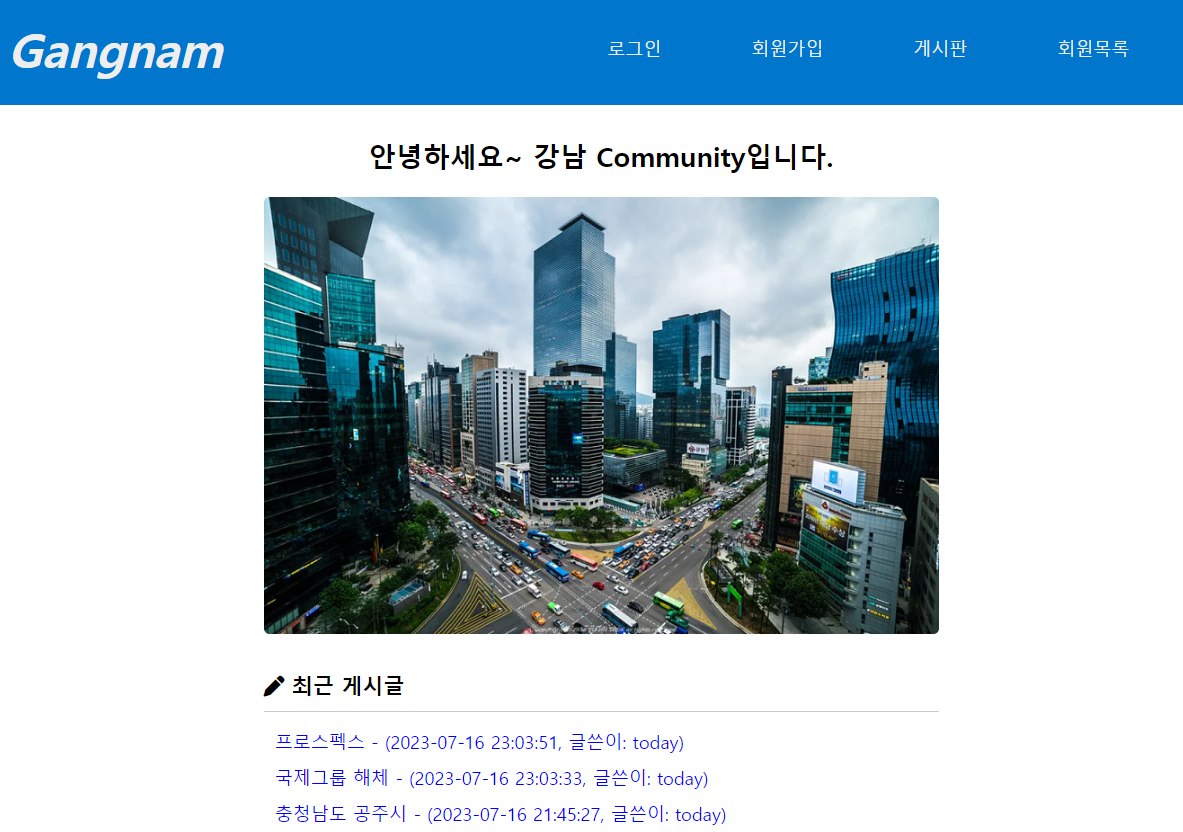 Gangnam
로그인 회원가입 게시판 회원목록
안녕하세요~ 강남 Community입니다.
최근 게시글
프로스펙스 - (2023-07-16 23:03:51, 글쓴이: today)
국제그룹 해체 - (2023-07-16 23:03:33, 글쓴이: today)
충청남도 공주시 - (2023-07-16 21:45:27, 글쓴이: today)